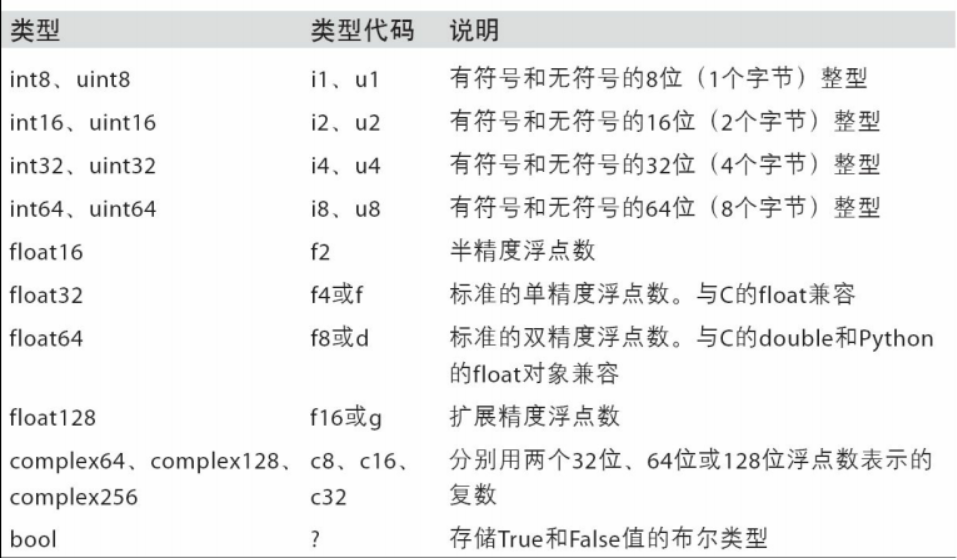 类型 类型代码 说明
int8、uint8 i1、u1 有符号和无符号的8位（1个字节）整型
int16、uint16 i2、u2 有符号和无符号的16位（2个字节）整型
int32、uint32 i4、u4 有符号和无符号的32位（4个字节）整型
int64、uint64 i8、u8 有符号和无符号的64位（8个字节）整型
float16 f2 半精度浮点数
float32 f4或f 标准的单精度浮点数。与C的float兼容
float64 f8或d 标准的双精度浮点数。与C的double和Python
的float对象兼容
float128 f16或g 扩展精度浮点数
complex64、complex128、 c8、c16、 分别用两个32位、64位或128位浮点数表示的
complex256 c32 复数
bool ? 存储True和False值的布尔类型